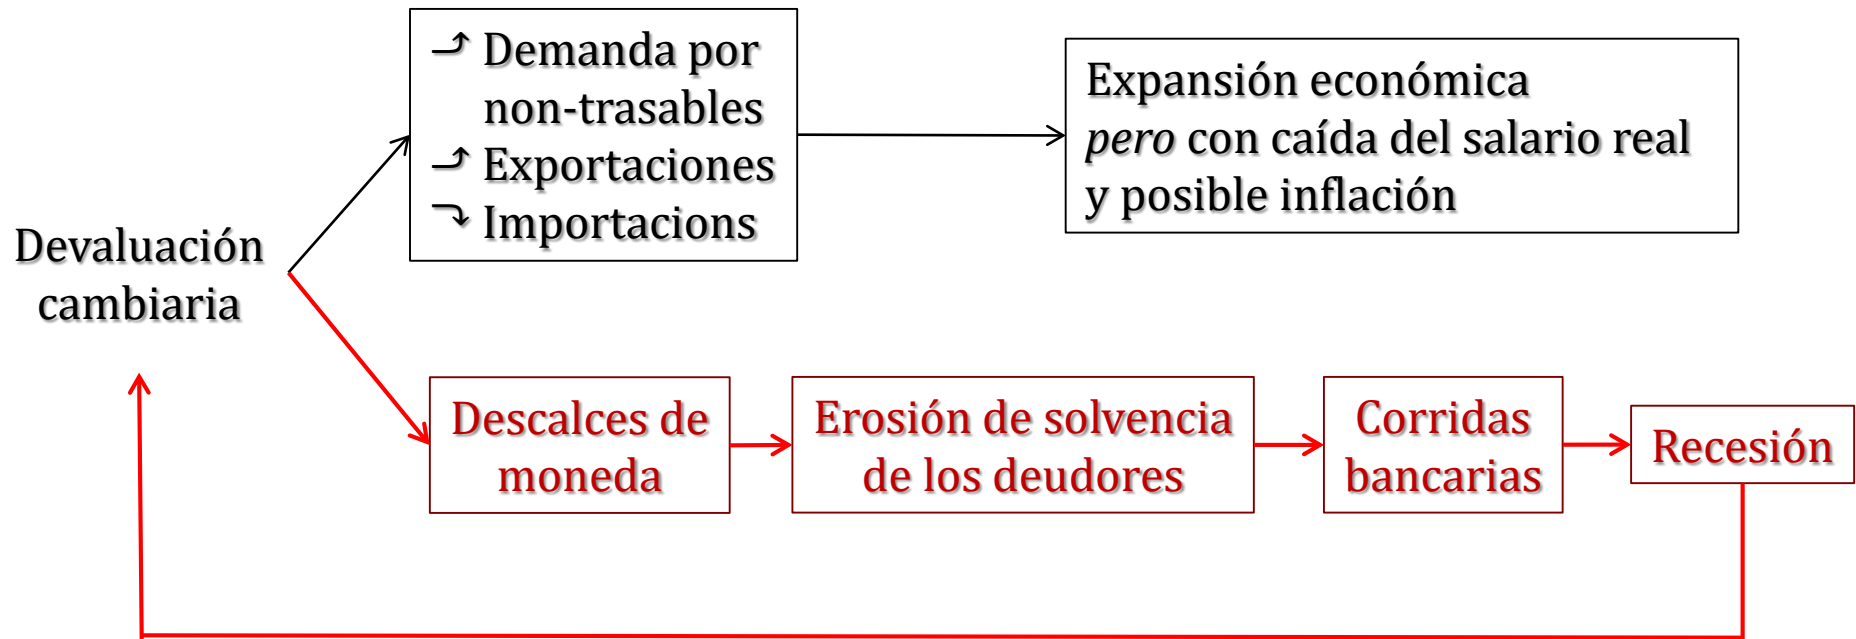 Demanda por
non-trasables
Exportaciones
Importacions
Expansión económica
pero con caída del salario real
y posible inflación
Devaluación
cambiaria
Descalces de
moneda
Erosión de solvencia
de los deudores
Corridas
bancarias
Recesión